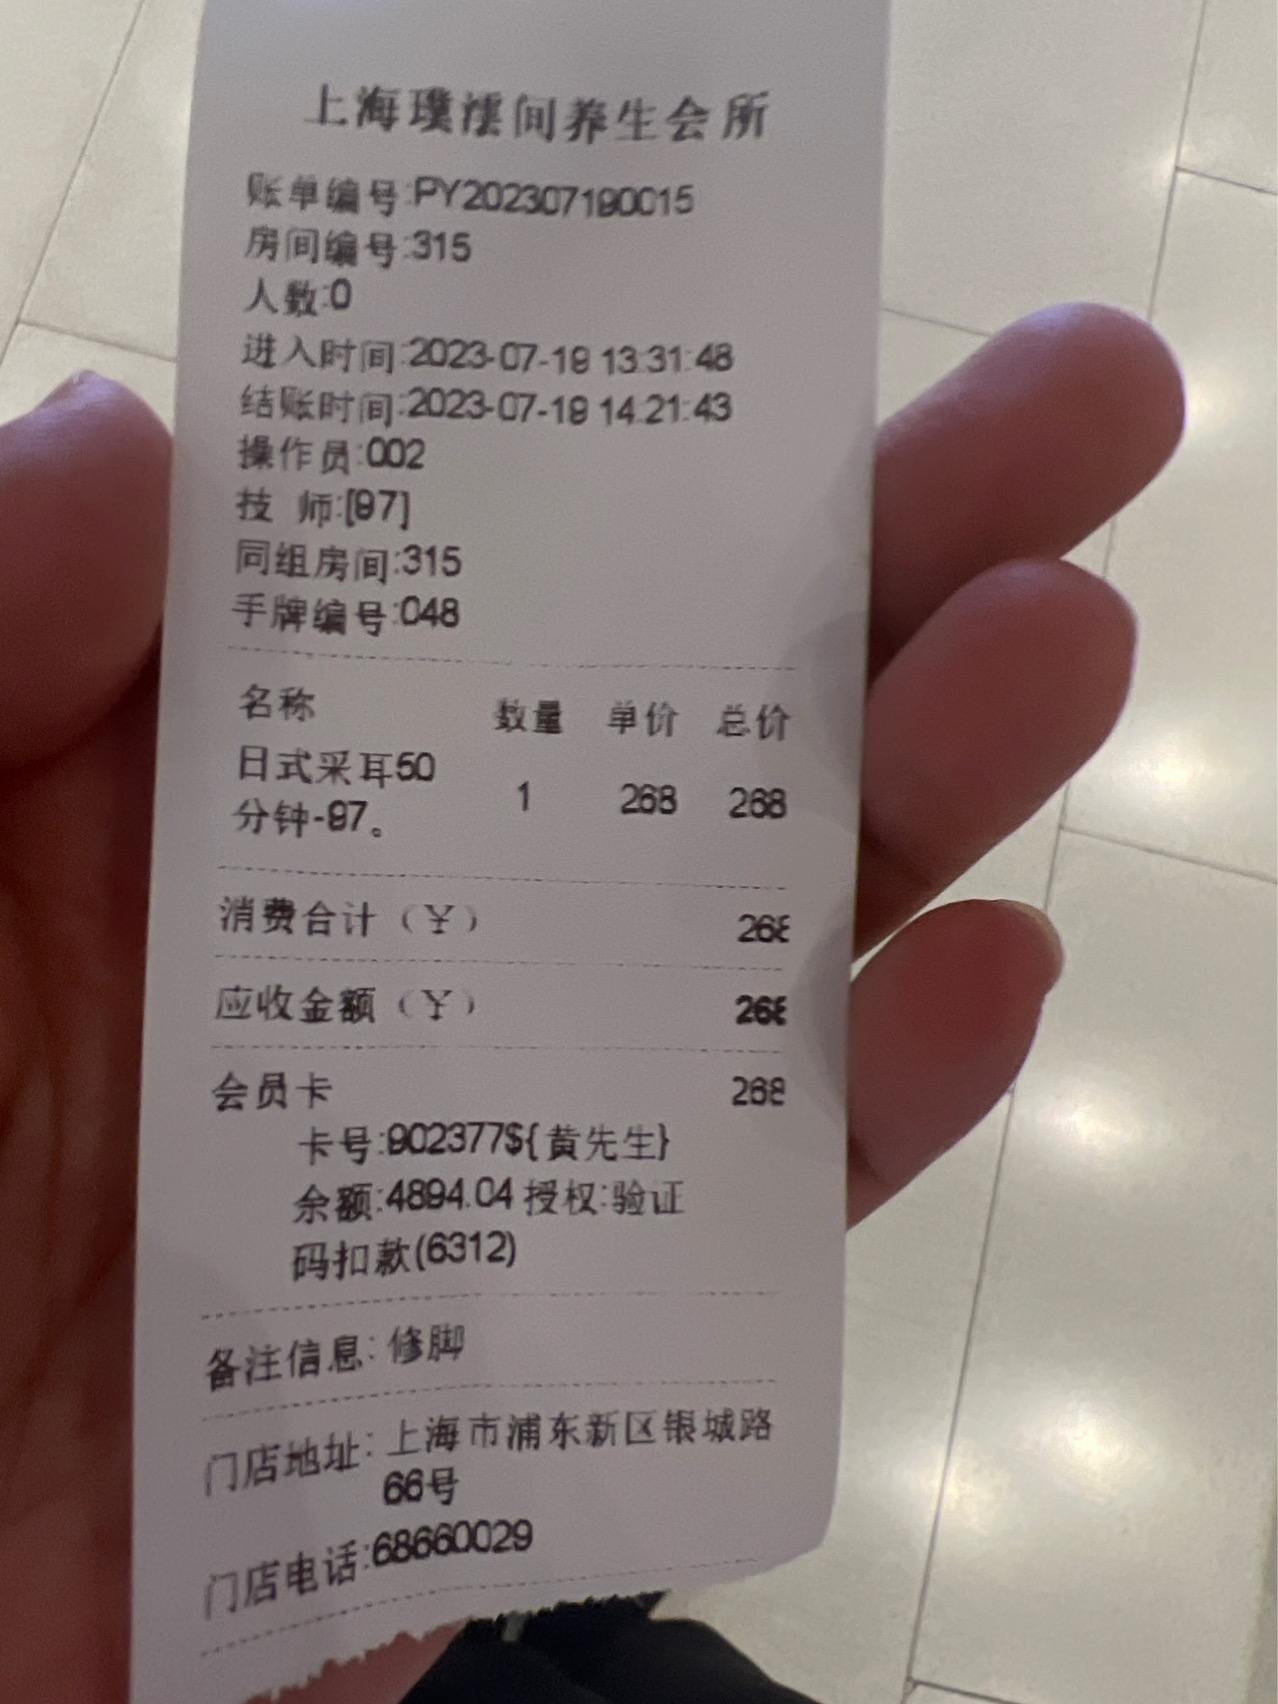 上海璞溪间养生会所
账单编号:PY202307190015
房间编号:315
人数:0
进入时间:2023-07-19 13:31:48
结账时间:2023-07-19 14:21:43
操作员:002
技 师:[97]
同组房间:315
手牌编号:048
名称 数量 单价 总价
日式采耳50
分钟-97。 1 268 268
消费合计（￥） 268
应收金额（￥） 268
会员卡 268
卡号:902377${黄先生}
余额:4894.04 授权:验证
码扣款(6312)
备注信息: 修脚
门店地址: 上海市浦东新区银城路
66号
门店电话:68660029